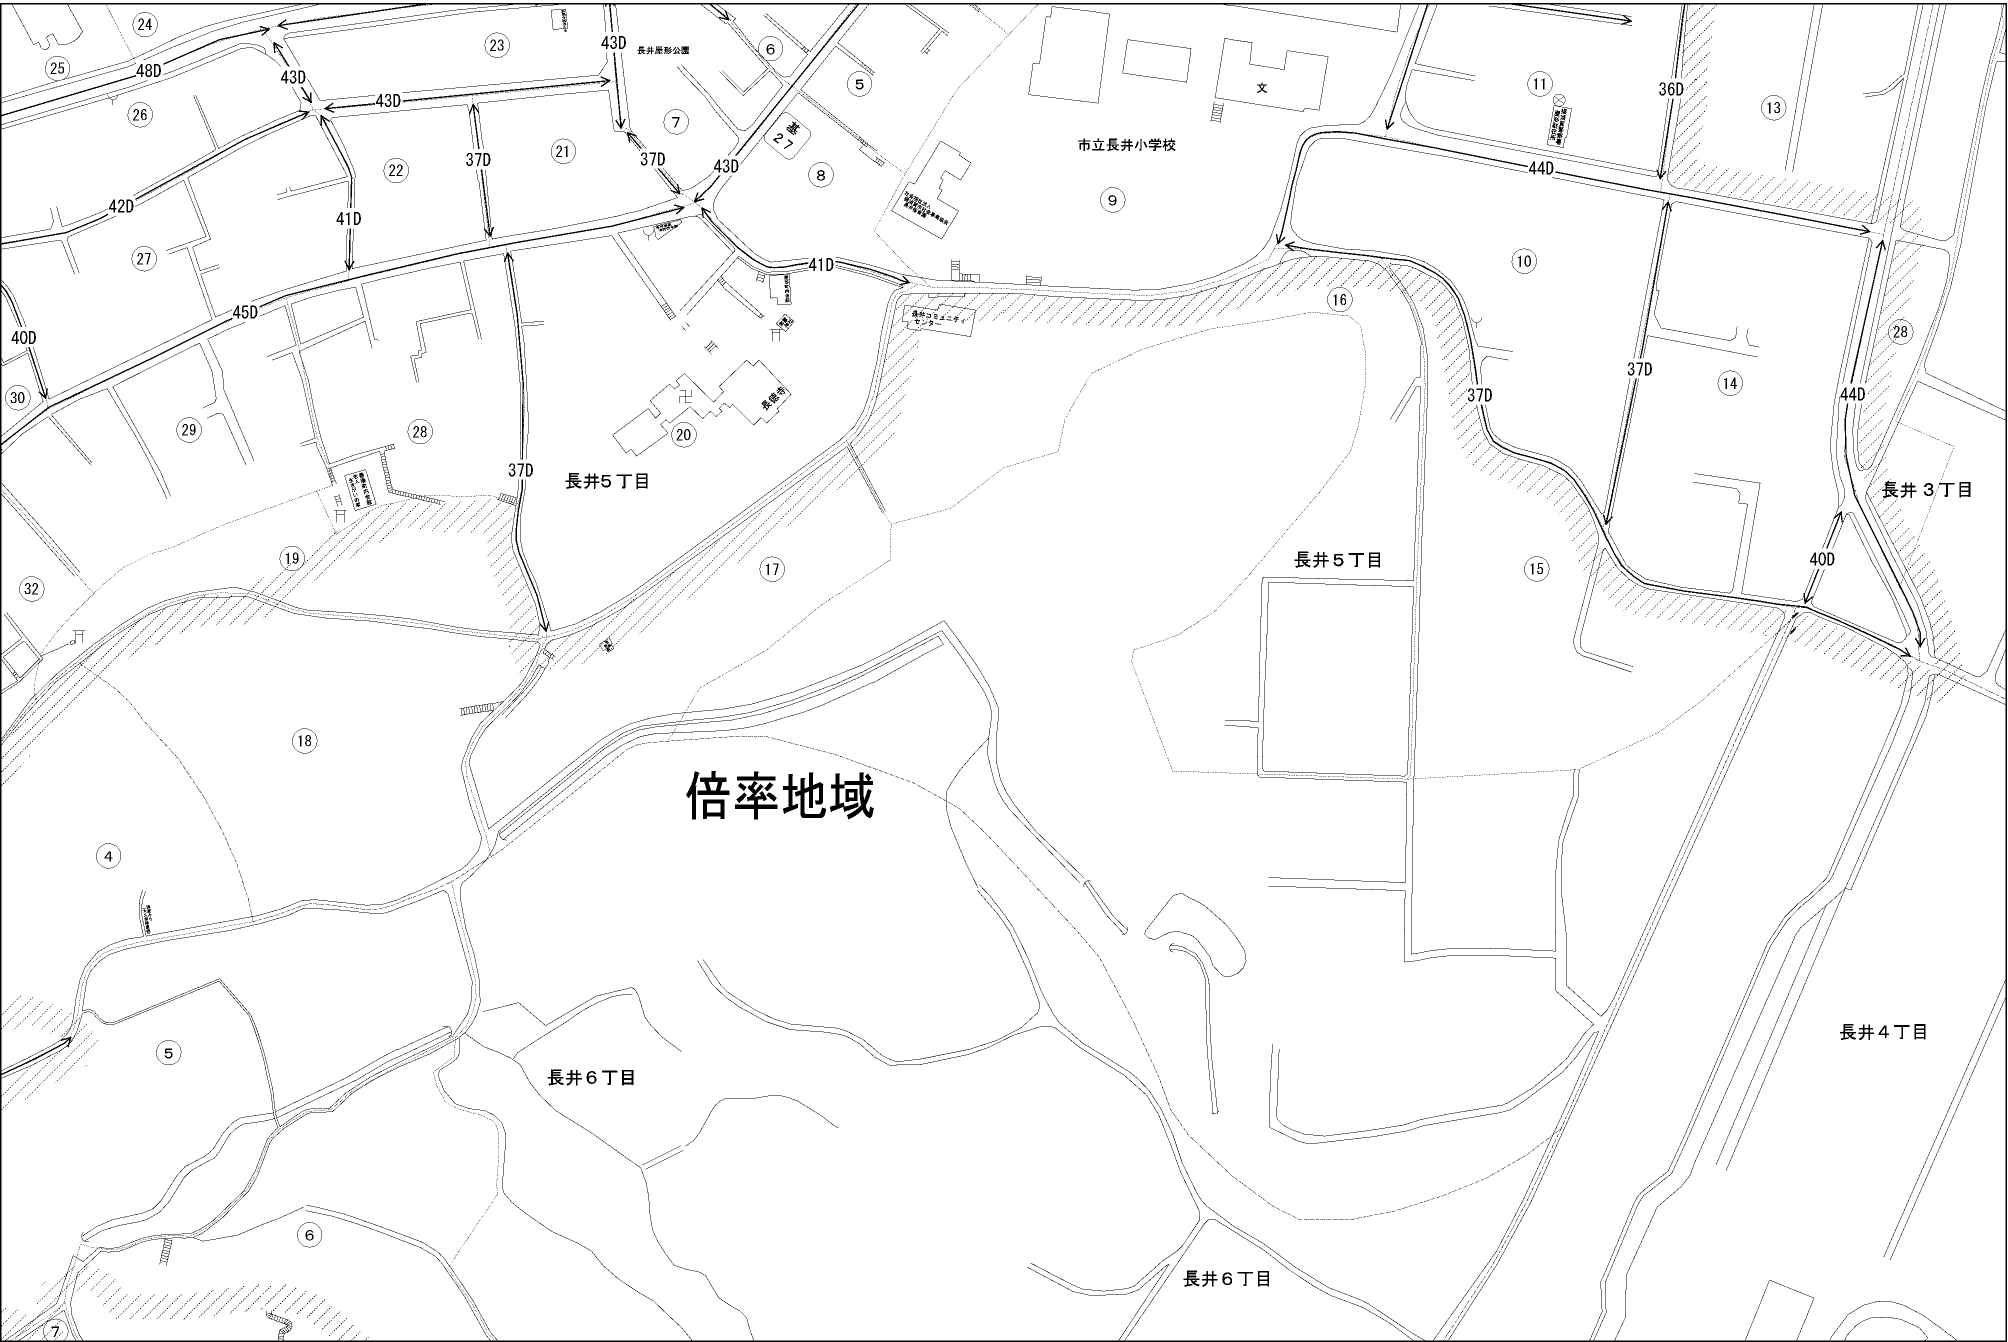 24
23
43D
長井屋形公園
6
25
48D
43D
5
11
36D
43D
文
13
26
7
基
27
市立長井小学校
22
37D
21
37D
43D
8
44D
42D
41D
9
27
41D
10
16
45D
40D
長井コミュニティ
センター
28
37D
14
30
37D
44D
長徳寺
29
28
20
37D
長井5丁目
長井3丁目
19
17
長井5丁目
15
40D
32
18
倍率地域
4
長井4丁目
5
長井6丁目
6
長井6丁目
7